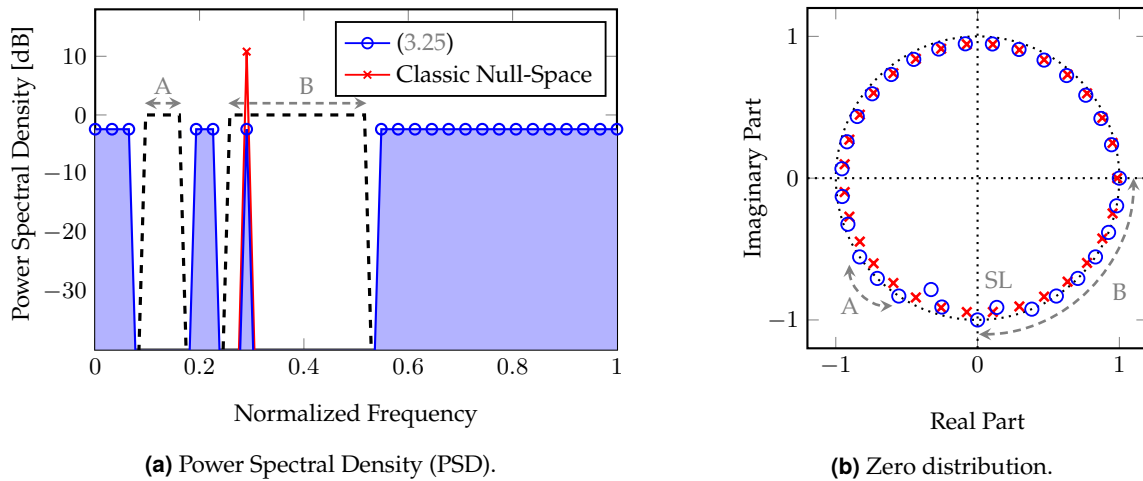 (3.25)
Classic Null-Space
A
B
10
0
−10
−20
−30
Power Spectral Density [dB]
0
0.2
0.4
0.6
0.8
1
Normalized Frequency
(a) Power Spectral Density (PSD).
1
0
−1
Imaginary Part
SL
A
B
−1
0
1
Real Part
(b) Zero distribution.